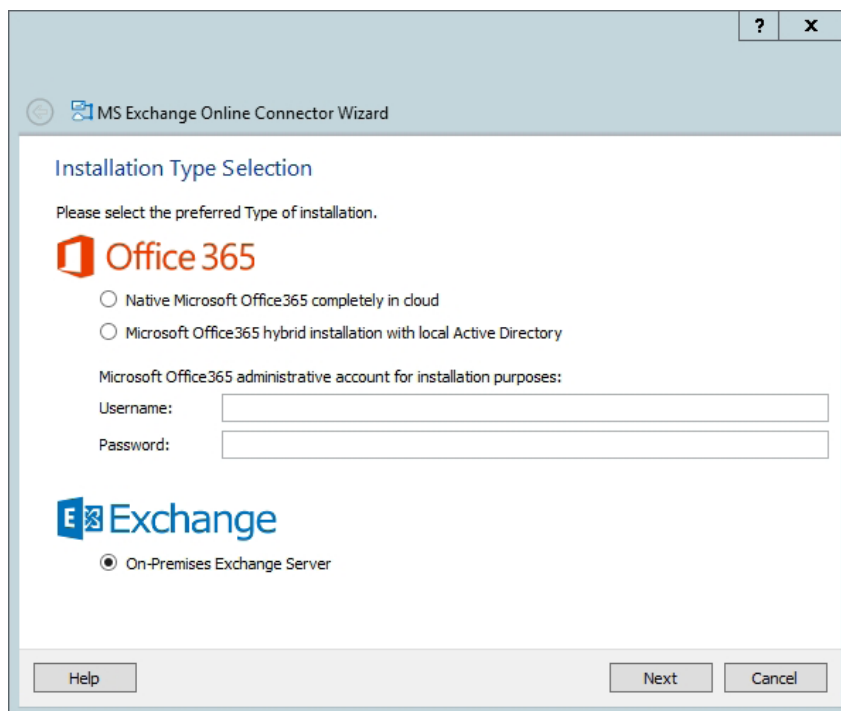 ? x
MS Exchange Online Connector Wizard
Installation Type Selection
Please select the preferred Type of installation.
Office 365
Native Microsoft Office365 completely in cloud
Microsoft Office365 hybrid installation with local Active Directory
Microsoft Office365 administrative account for installation purposes:
Username:
Password:
E Exchange
On-Premises Exchange Server
Help Next Cancel